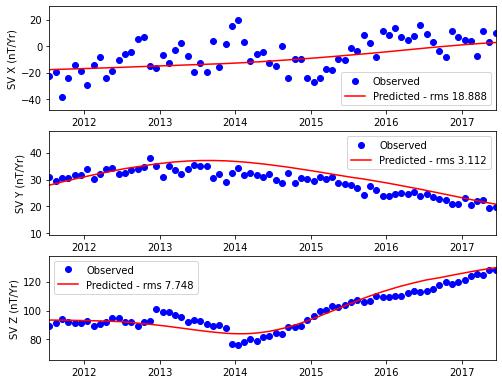 20
0
−20
−40
SV X (nT/Yr)
Observed
Predicted - rms 18.888
2012 2013 2014 2015 2016 2017
40
30
20
10
SV Y (nT/Yr)
Observed
Predicted - rms 3.112
2012 2013 2014 2015 2016 2017
120
100
80
SV Z (nT/Yr)
Observed
Predicted - rms 7.748
2012 2013 2014 2015 2016 2017